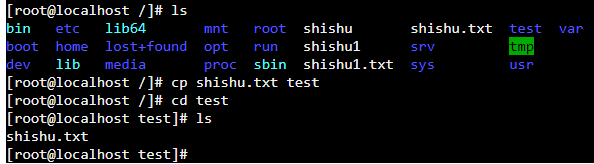 [root@localhost /]# ls
bin etc lib64 mnt root shishu shishu.txt test var
boot home lost+found opt run shishu1 srv tmp
dev lib media proc sbin shishu1.txt sys usr
[root@localhost /]# cp shishu.txt test
[root@localhost /]# cd test
[root@localhost test]# ls
shishu.txt
[root@localhost test]#